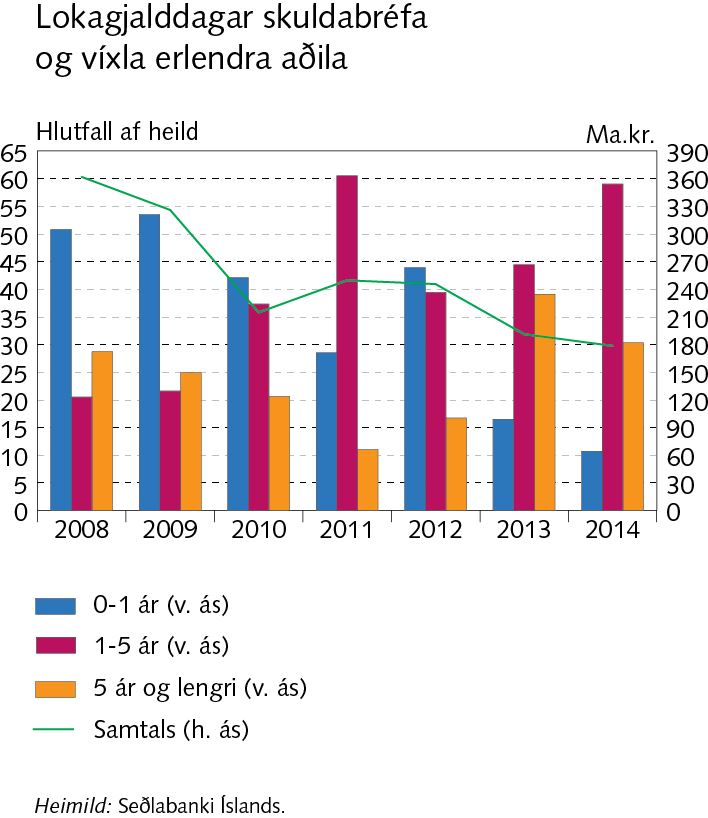 Lokagjalddagar skuldabréfa
og víxla erlendra aðila
Hlutfall af heild
Ma.kr.
65 390
60 360
55 330
50 300
45 270
40 240
35 210
30 180
25 150
20 120
15 90
10 60
5 30
0 0
2008 2009 2010 2011 2012 2013 2014
0-1 ár (v. ás)
1-5 ár (v. ás)
5 ár og lengri (v. ás)
Samtals (h. ás)
Heimild: Seðlabanki Íslands.